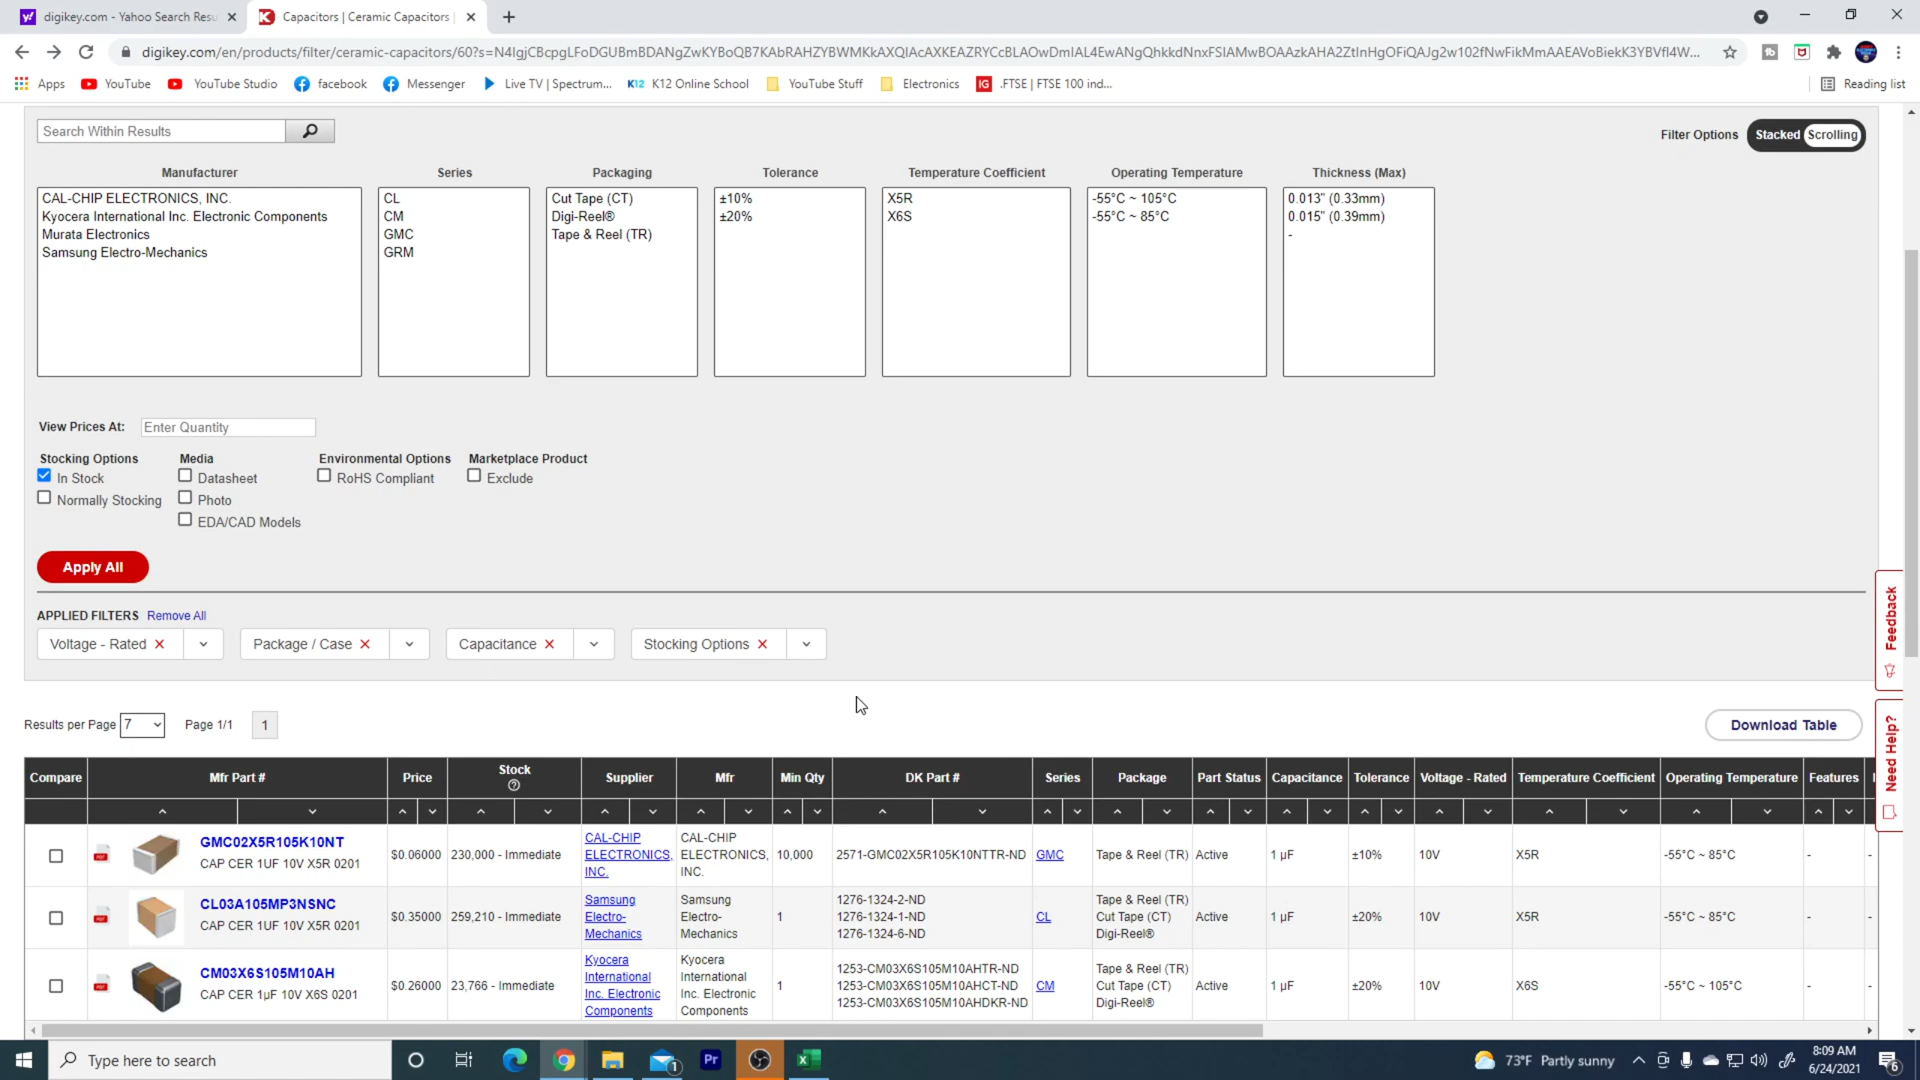 digikey.com - Yahoo Search Resu
Capacitors | Ceramic Capacitors |
digikey.com/en/products/filter/ceramic-capacitors/60?s=
Apps YouTube YouTube Studio facebook Messenger Live TV | Spectrum... K12 K12 Online School YouTube Stuff Electronics IG .FTSE | FTSE 100 ind... Reading list
Search Within Results
Filter Options Stacked Scrolling
Manufacturer Series Packaging Tolerance Temperature Coefficient Operating Temperature Thickness (Max)
CAL-CHIP ELECTRONICS, INC. CL Cut Tape (CT) ±10% X5R -55°C ~ 105°C 0.013" (0.33mm)
Kyocera International Inc. Electronic Components CM Digi-Reel® ±20% X6S -55°C ~ 85°C 0.015" (0.39mm)
Murata Electronics GMC Tape & Reel (TR) -
Samsung Electro-Mechanics GRM
View Prices At: Enter Quantity
Stocking Options Media Environmental Options Marketplace Product
In Stock Datasheet RoHS Compliant Exclude
Normally Stocking Photo
EDA/CAD Models
Apply All
APPLIED FILTERS Remove All
Voltage - Rated Package / Case Capacitance Stocking Options
Feedback
Results per Page 7 Page 1/1 1
Download Table
Need Help?
Compare Mfr Part # Price Stock Supplier Mfr Min Qty DK Part # Series Package Part Status Capacitance Tolerance Voltage - Rated Temperature Coefficient Operating Temperature Features
GMC02X5R105K10NT
CAP CER 1UF 10V X5R 0201
$0.06000 230,000 - Immediate
CAL-CHIP
ELECTRONICS,
INC.
CAL-CHIP
ELECTRONICS,
INC.
10,000 2571-GMC02X5R105K10NTTR-ND GMC Tape & Reel (TR) Active 1 µF ±10% 10V X5R -55°C ~ 85°C - -
CL03A105MP3NSNC
CAP CER 1UF 10V X5R 0201
$0.35000 259,210 - Immediate
Samsung
Electro-
Mechanics
Samsung
Electro-
Mechanics
1
1276-1324-2-ND
1276-1324-1-ND
1276-1324-6-ND
CL
Tape & Reel (TR)
Cut Tape (CT)
Digi-Reel®
Active 1 µF ±20% 10V X5R -55°C ~ 85°C - -
CM03X6S105M10AH
CAP CER 1µF 10V X6S 0201
$0.26000 23,766 - Immediate
Kyocera
International
Inc. Electronic
Components
Kyocera
International
Inc. Electronic
Components
1
1253-CM03X6S105M10AHTR-ND
1253-CM03X6S105M10AHCT-ND
1253-CM03X6S105M10AHDKR-ND
CM
Tape & Reel (TR)
Cut Tape (CT)
Digi-Reel®
Active 1 µF ±20% 10V X6S -55°C ~ 105°C - -
Type here to search
1
Pr
73°F Partly sunny
8:09 AM
6/24/2021
6